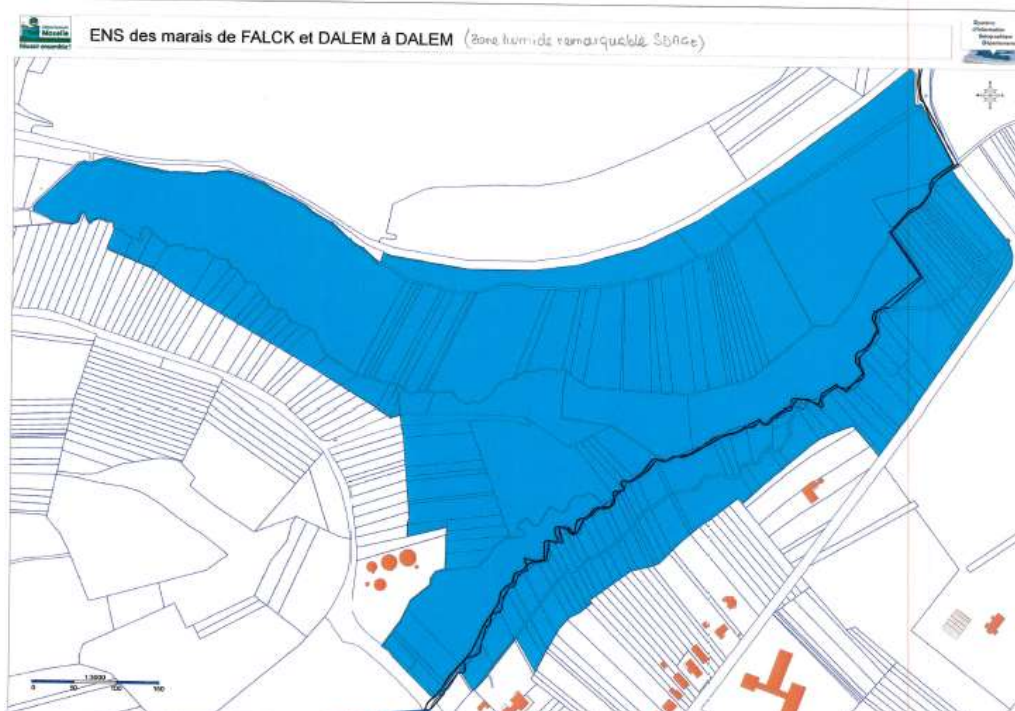 Moselle
ENS des marais de FALCK et DALEM à DALEM (zone humide remarquable SDAGE)
1:3000
0 50 100 150